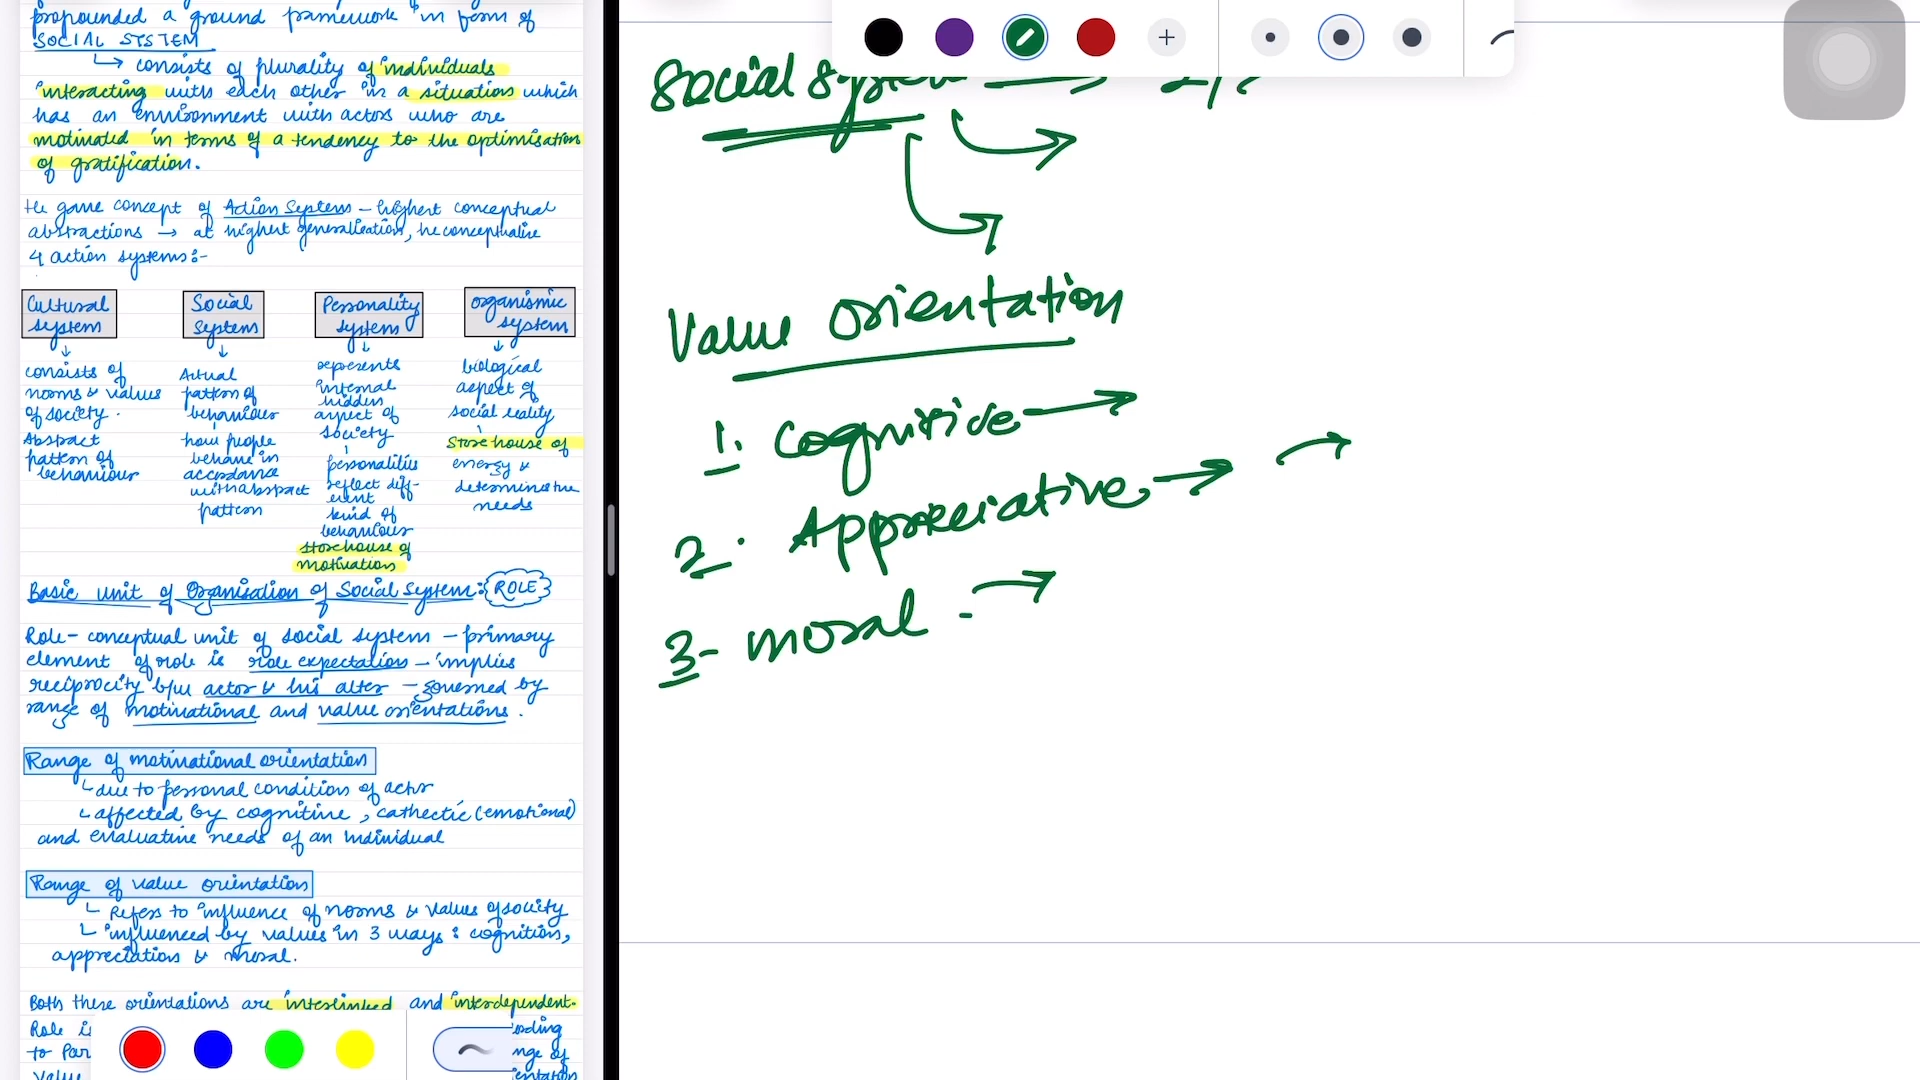 propounded a ground framework in form of
SOCIAL SYSTEM
↳ consists of plurality of individuals
interacting with each other in a situations which
has an environment with actors who are
motivated in terms of a tendency to the optimisation
of gratification.
He gave concept of Action Systems – highest conceptual
abstractions → at highest generalisation, he conceptualise
4 action systems:-
Cultural system
↓
consists of
norms & values
of society.
Abstract
pattern of
behaviour
Social system
↓
Actual
pattern of
behaviour
how people
behave in
accordance
with abstract
pattern
Personality system
↓
represents
internal
hidden
aspect of
society
personalities
reflect diff-
erent
kind of
behaviour
storehouse of
motivation
organismic system
↓
biological
aspect of
social reality
Storehouse of
energy &
determine the
needs
Basic unit of Organisation of Social System: ROLE
Role – conceptual unit of social system – primary
element of role is role expectation – implies
reciprocity b/w actor & his alter – governed by
range of motivational and value orientations.
Range of motivational orientation
↳ due to personal condition of actor
↳ affected by cognitive, cathectic (emotional)
and evaluative needs of an individual
Range of value orientation
↳ Refers to influence of norms & values of society
↳ influenced by values in 3 ways: cognition,
appreciation & moral.
Both these orientations are interlinked and interdependent.
Social System →
Value orientation
1. Cognitive →
2. Appreciative → →
3- moral - →